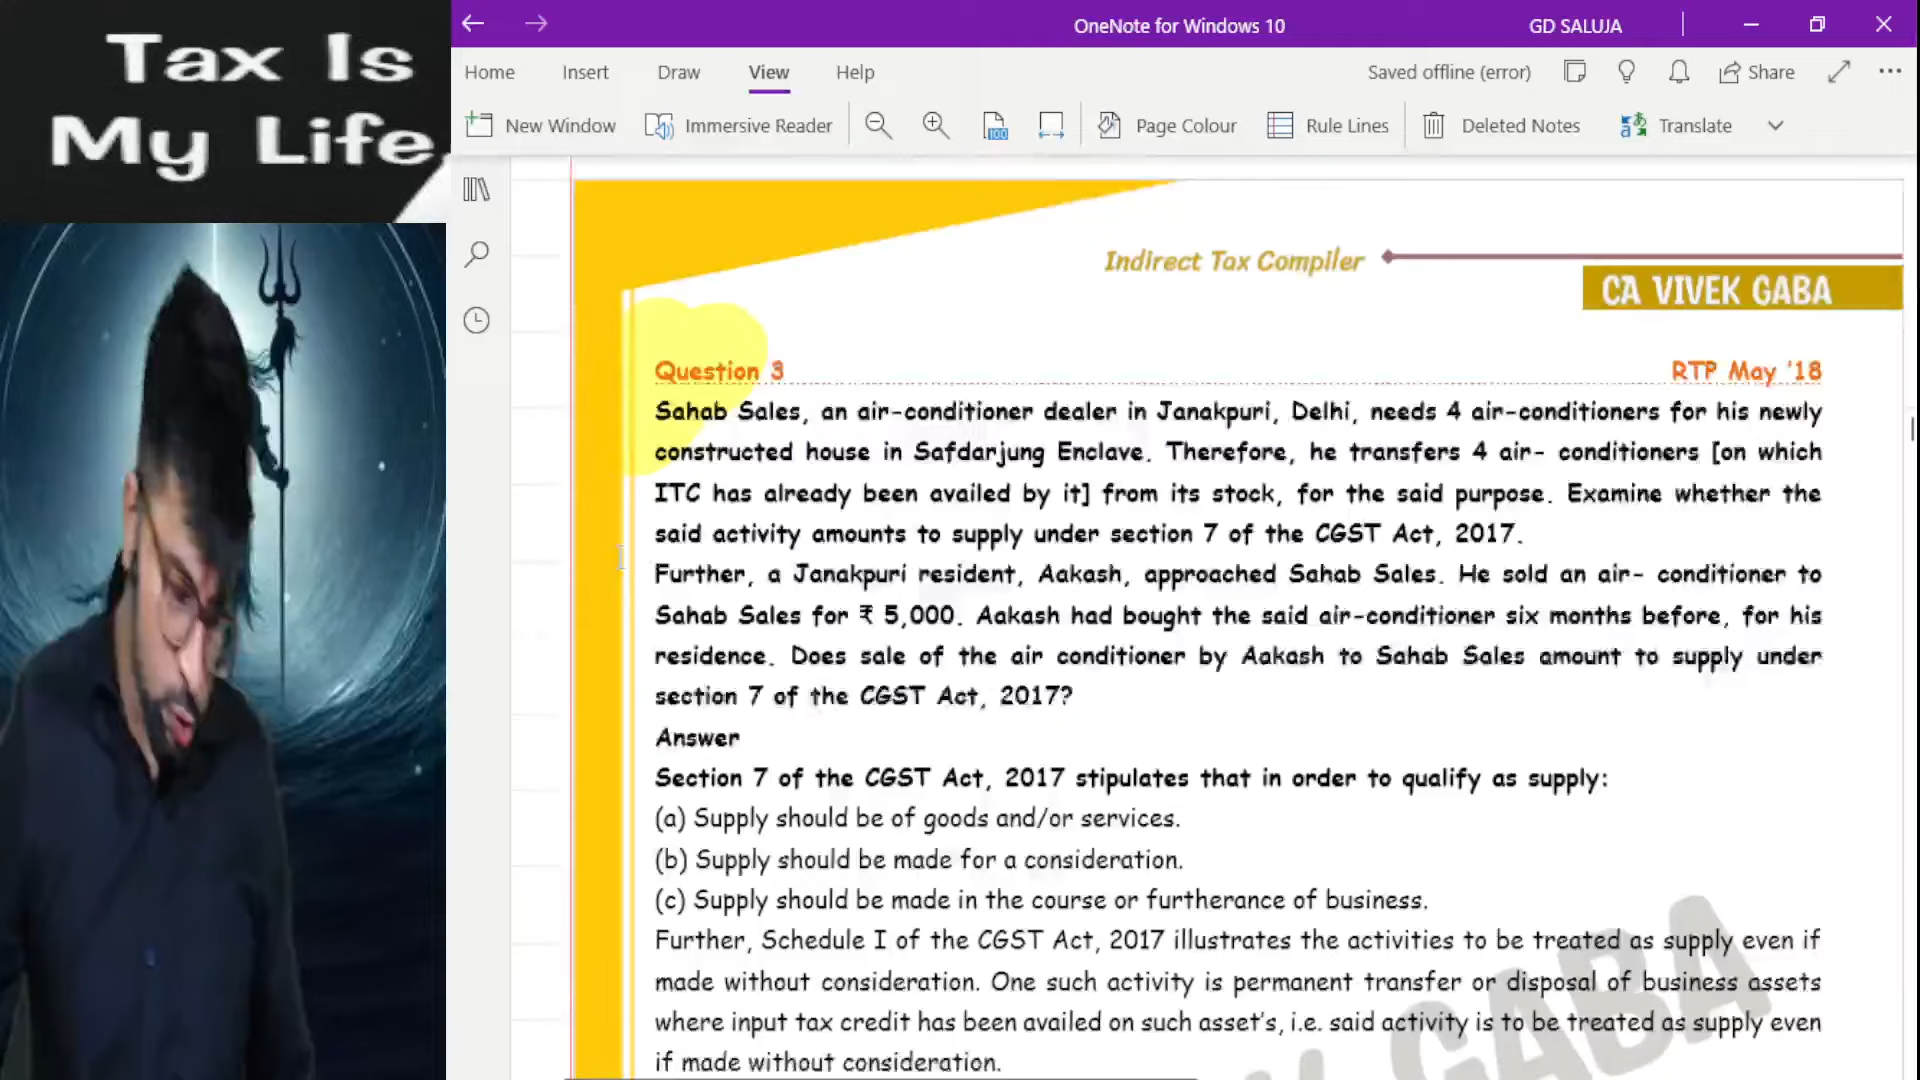 Tax Is
My Life
OneNote for Windows 10
GD SALUJA
Home
Insert
Draw
View
Help
Saved offline (error)
Share
New Window
Immersive Reader
100
Page Colour
Rule Lines
Deleted Notes
Translate
Indirect Tax Compiler
CA VIVEK GABA
Question 3
RTP May '18
Sahab Sales, an air-conditioner dealer in Janakpuri, Delhi, needs 4 air-conditioners for his newly
constructed house in Safdarjung Enclave. Therefore, he transfers 4 air- conditioners [on which
ITC has already been availed by it] from its stock, for the said purpose. Examine whether the
said activity amounts to supply under section 7 of the CGST Act, 2017.
Further, a Janakpuri resident, Aakash, approached Sahab Sales. He sold an air- conditioner to
Sahab Sales for ₹ 5,000. Aakash had bought the said air-conditioner six months before, for his
residence. Does sale of the air conditioner by Aakash to Sahab Sales amount to supply under
section 7 of the CGST Act, 2017?
Answer
Section 7 of the CGST Act, 2017 stipulates that in order to qualify as supply:
(a) Supply should be of goods and/or services.
(b) Supply should be made for a consideration.
(c) Supply should be made in the course or furtherance of business.
Further, Schedule I of the CGST Act, 2017 illustrates the activities to be treated as supply even if
made without consideration. One such activity is permanent transfer or disposal of business assets
where input tax credit has been availed on such asset's, i.e. said activity is to be treated as supply even
if made without consideration.
GABA